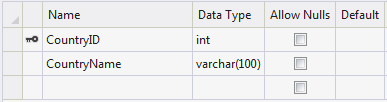 Name Data Type Allow Nulls Default
CountryID int
CountryName varchar(100)